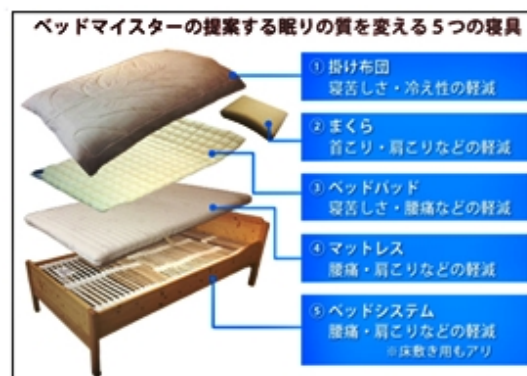 ベッドマイスターの提案する眠りの質を変える5つの寝具
① 掛け布団
寝苦しさ・冷え性の軽減
② まくら
首こり・肩こりなどの軽減
③ ベッドパッド
寝苦しさ・腰痛などの軽減
④ マットレス
腰痛・肩こりなどの軽減
⑤ ベッドシステム
腰痛・肩こりなどの軽減
※床敷き用もアリ